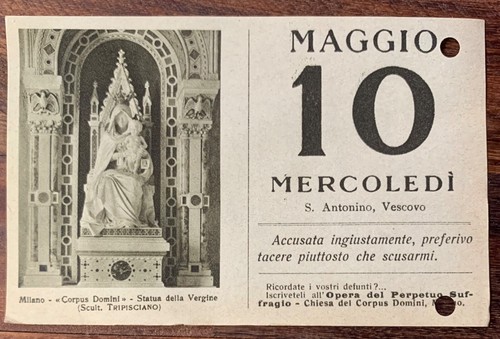 MAGGIO
10
MERCOLEDÌ
S. Antonino, Vescovo
Accusata ingiustamente, preferivo
tacere piuttosto che scusarmi.
Ricordate i vostri defunti?...
Iscriveteli all'Opera del Perpetuo Suf-
fragio - Chiesa del Corpus Domini,
Milano - «Corpus Domini» - Statua della Vergine
(Scult. TRIPISCIANO)